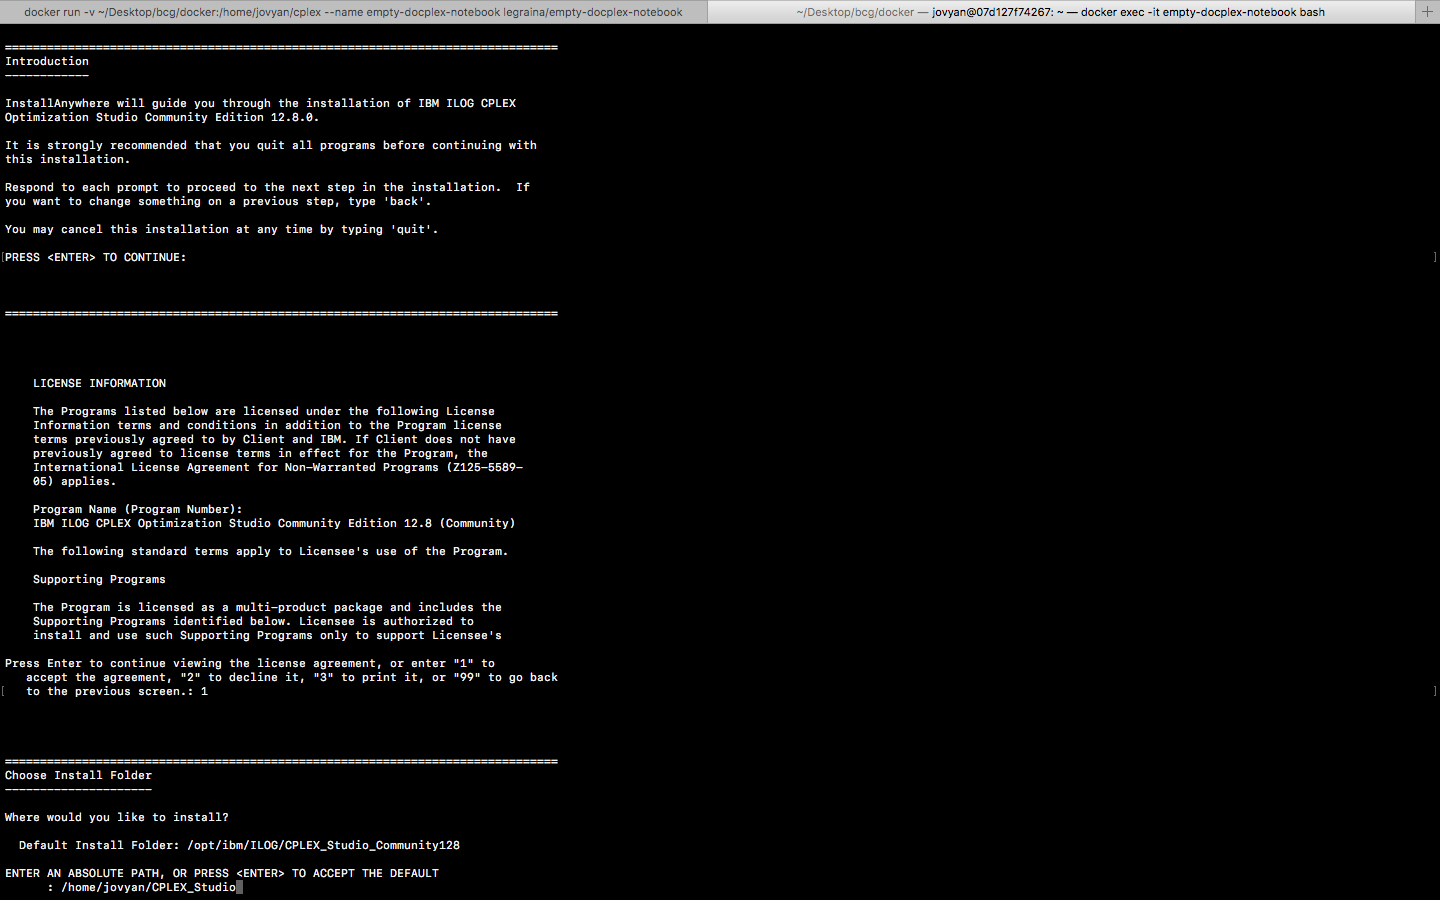 docker run -v ~/Desktop/bcg/docker:/home/jovyan/cplex --name empty-docplex-notebook legraina/empty-docplex-notebook
~/Desktop/bcg/docker — jovyan@07d127f74267: ~ — docker exec -it empty-docplex-notebook bash
+
===============================================================================
Introduction
------------
InstallAnywhere will guide you through the installation of IBM ILOG CPLEX
Optimization Studio Community Edition 12.8.0.
It is strongly recommended that you quit all programs before continuing with
this installation.
Respond to each prompt to proceed to the next step in the installation.  If
you want to change something on a previous step, type 'back'.
You may cancel this installation at any time by typing 'quit'.
[PRESS <ENTER> TO CONTINUE: ]
===============================================================================
LICENSE INFORMATION
The Programs listed below are licensed under the following License
Information terms and conditions in addition to the Program license
terms previously agreed to by Client and IBM. If Client does not have
previously agreed to license terms in effect for the Program, the
International License Agreement for Non-Warranted Programs (Z125-5589-
05) applies.
Program Name (Program Number):
IBM ILOG CPLEX Optimization Studio Community Edition 12.8 (Community)
The following standard terms apply to Licensee's use of the Program.
Supporting Programs
The Program is licensed as a multi-product package and includes the
Supporting Programs identified below. Licensee is authorized to
install and use such Supporting Programs only to support Licensee's
Press Enter to continue viewing the license agreement, or enter "1" to
accept the agreement, "2" to decline it, "3" to print it, or "99" to go back
[ to the previous screen.: 1 ]
===============================================================================
Choose Install Folder
---------------------
Where would you like to install?
Default Install Folder: /opt/ibm/ILOG/CPLEX_Studio_Community128
ENTER AN ABSOLUTE PATH, OR PRESS <ENTER> TO ACCEPT THE DEFAULT
: /home/jovyan/CPLEX_Studio